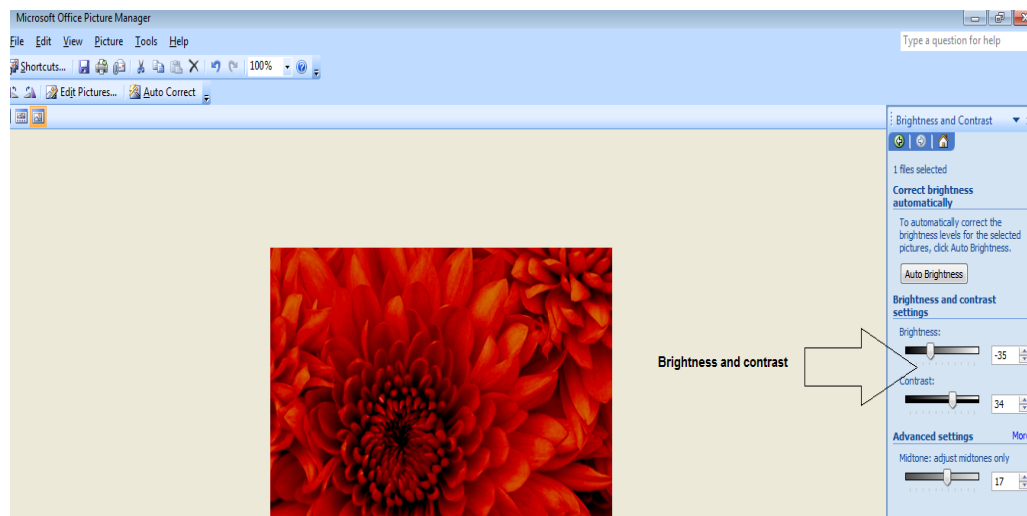 Microsoft Office Picture Manager
File Edit View Picture Tools Help
Type a question for help
Shortcuts... 100%
Edit Pictures... Auto Correct
Brightness and Contrast
1 files selected
Correct brightness
automatically
To automatically correct the
brightness levels for the selected
pictures, click Auto Brightness.
Auto Brightness
Brightness and contrast
settings
Brightness:
-35
Brightness and contrast
Contrast:
34
Advanced settings More
Midtone: adjust midtones only
17